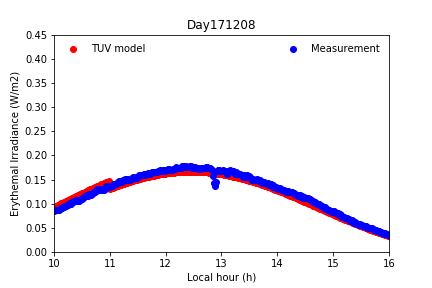 Day171208
TUV model
Measurement
Erythemal Irradiance (W/m2)
0.45
0.40
0.35
0.30
0.25
0.20
0.15
0.10
0.05
0.00
10 11 12 13 14 15 16
Local hour (h)